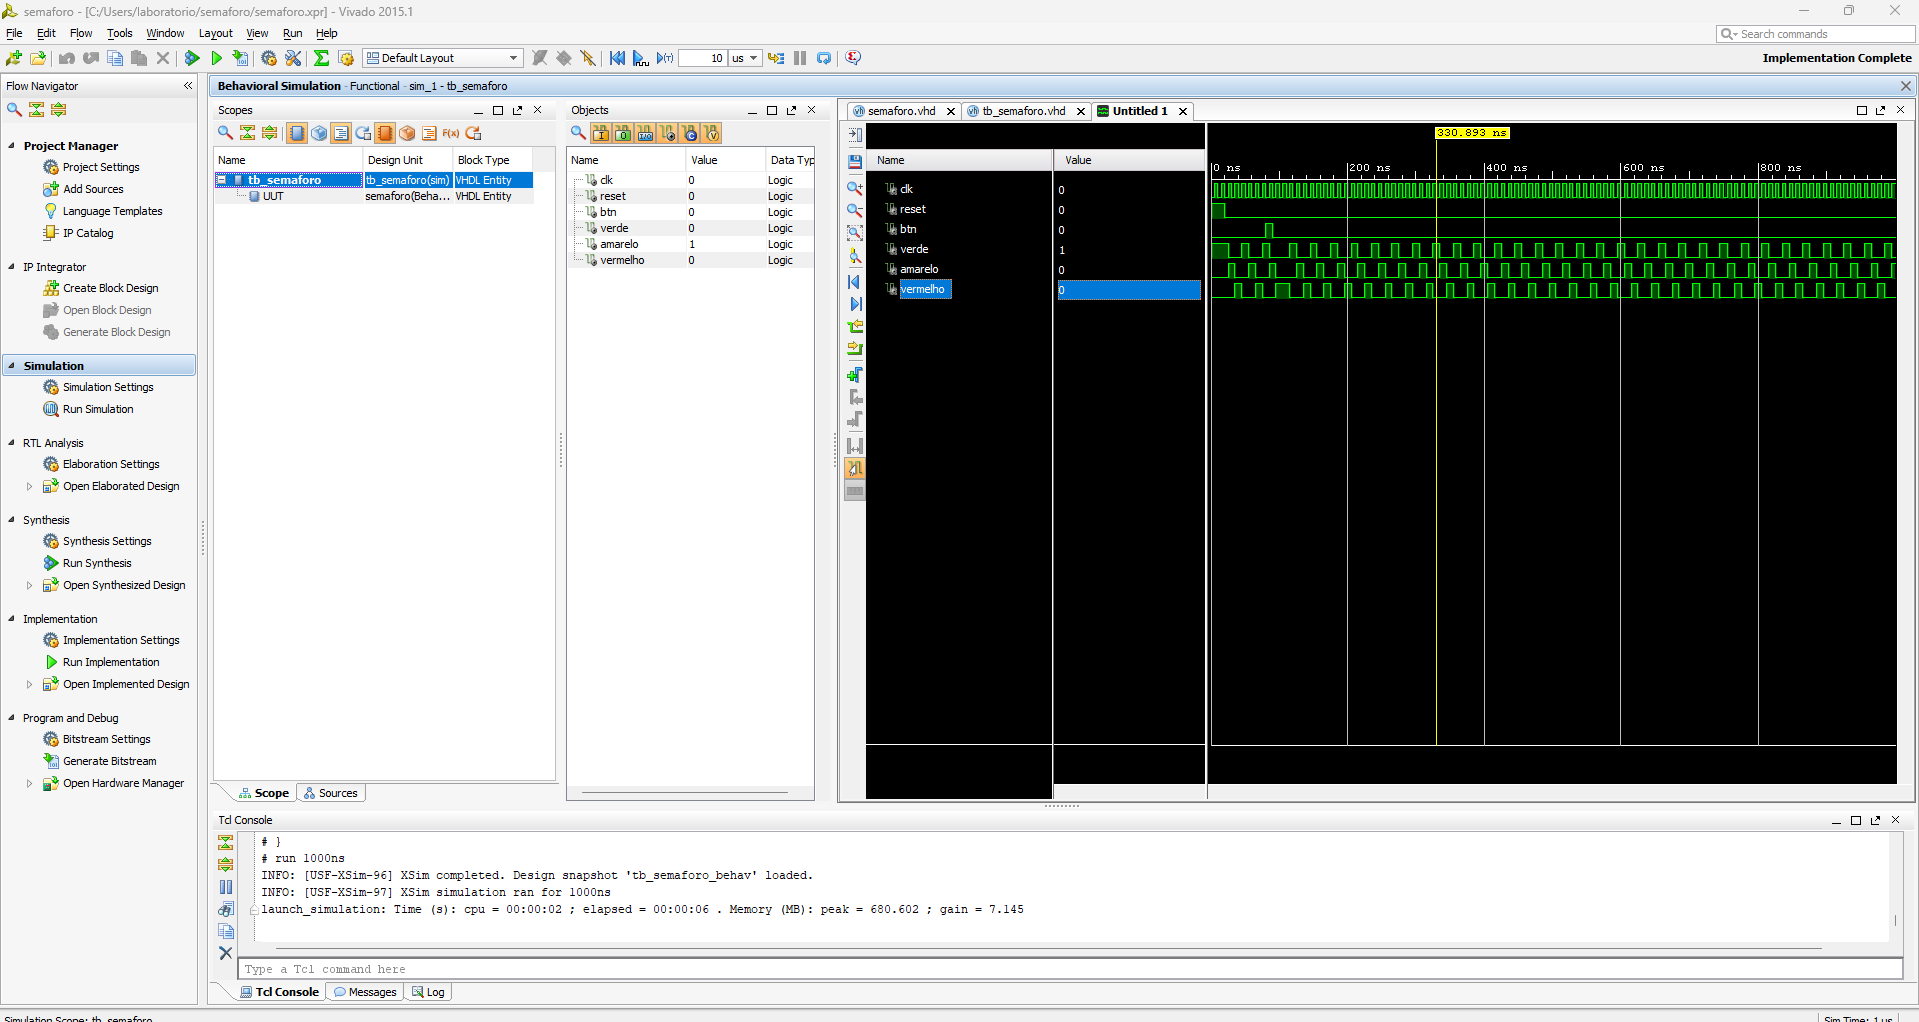 semaforo - [C:/Users/laboratorio/semaforo/semaforo.xpr] - Vivado 2015.1
File Edit Flow Tools Window Layout View Run Help
Search commands
Default Layout
10 us
Implementation Complete
Flow Navigator
Project Manager
Project Settings
Add Sources
Language Templates
IP Catalog
IP Integrator
Create Block Design
Open Block Design
Generate Block Design
Simulation
Simulation Settings
Run Simulation
RTL Analysis
Elaboration Settings
Open Elaborated Design
Synthesis
Synthesis Settings
Run Synthesis
Open Synthesized Design
Implementation
Implementation Settings
Run Implementation
Open Implemented Design
Program and Debug
Bitstream Settings
Generate Bitstream
Open Hardware Manager
Behavioral Simulation - Functional - sim_1 - tb_semaforo
Scopes
Name Design Unit Block Type
tb_semaforo tb_semaforo(sim) VHDL Entity
UUT semaforo(Beha... VHDL Entity
Scope Sources
Objects
Name Value Data Typ
clk 0 Logic
reset 0 Logic
btn 0 Logic
verde 0 Logic
amarelo 1 Logic
vermelho 0 Logic
semaforo.vhd tb_semaforo.vhd Untitled 1
330.893 ns
Name Value
0 ns 200 ns 400 ns 600 ns 800 ns
clk 0
reset 0
btn 0
verde 1
amarelo 0
vermelho 0
Tcl Console
# }
# run 1000ns
INFO: [USF-XSim-96] XSim completed. Design snapshot 'tb_semaforo_behav' loaded.
INFO: [USF-XSim-97] XSim simulation ran for 1000ns
launch_simulation: Time (s): cpu = 00:00:02 ; elapsed = 00:00:06 . Memory (MB): peak = 680.602 ; gain = 7.145
Type a Tcl command here
Tcl Console Messages Log
Simulation Scope: tb_semaforo
Sim Time: 1 us